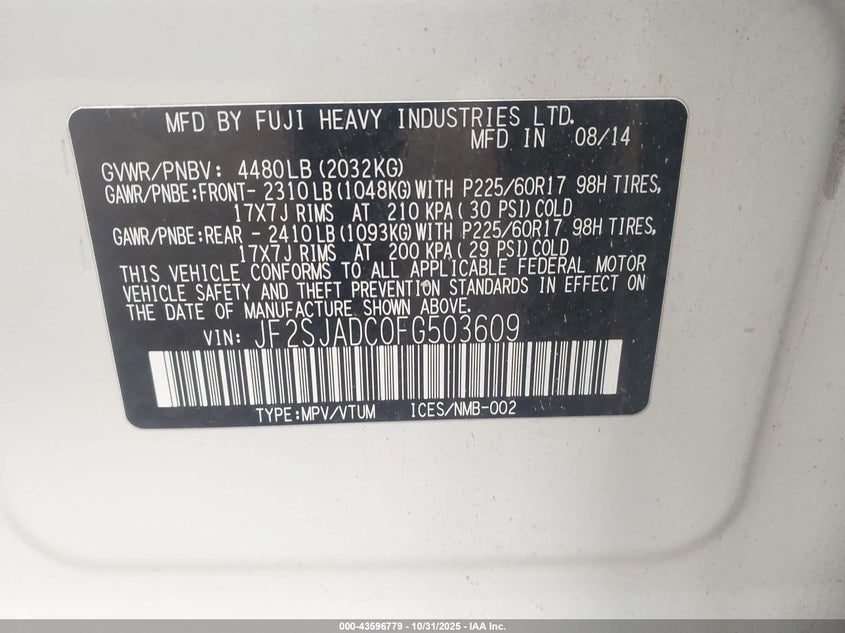 MFD BY FUJI HEAVY INDUSTRIES LTD.
MFD IN 08/14
GVWR/PNBV: 4480LB (2032KG)
GAWR/PNBE:FRONT- 2310LB (1048KG) WITH P225/60R17 98H TIRES,
17X7J RIMS AT 210 KPA( 30 PSI) COLD
GAWR/PNBE:REAR - 2410LB (1093KG) WITH P225/60R17 98H TIRES,
17X7J RIMS AT 200 KPA( 29 PSI) COLD
THIS VEHICLE CONFORMS TO ALL APPLICABLE FEDERAL MOTOR
VEHICLE SAFETY AND THEFT PREVENTION STANDARDS IN EFFECT ON
THE DATE OF MANUFACTURE SHOWN ABOVE.
VIN: JF2SJADC0FG503609
TYPE:MPV/VTUM ICES/NMB-002
000-43596779 - 10/31/2025 - IAA Inc.